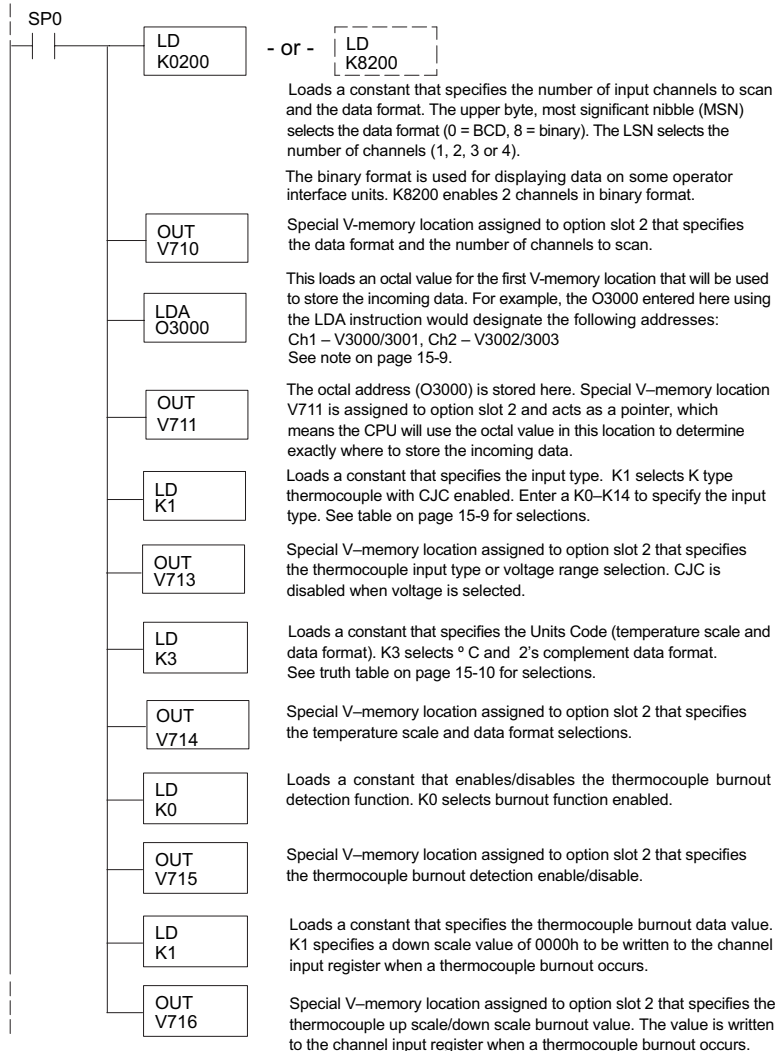 SP0
LD
K0200
- or -
LD
K8200
Loads a constant that specifies the number of input channels to scan
and the data format. The upper byte, most significant nibble (MSN)
selects the data format (0 = BCD, 8 = binary). The LSN selects the
number of channels (1, 2, 3 or 4).
The binary format is used for displaying data on some operator
interface units. K8200 enables 2 channels in binary format.
OUT
V710
Special V-memory location assigned to option slot 2 that specifies
the data format and the number of channels to scan.
LDA
O3000
This loads an octal value for the first V-memory location that will be used
to store the incoming data. For example, the O3000 entered here using
the LDA instruction would designate the following addresses:
Ch1 – V3000/3001, Ch2 – V3002/3003
See note on page 15-9.
OUT
V711
The octal address (O3000) is stored here. Special V–memory location
V711 is assigned to option slot 2 and acts as a pointer, which
means the CPU will use the octal value in this location to determine
exactly where to store the incoming data.
LD
K1
Loads a constant that specifies the input type. K1 selects K type
thermocouple with CJC enabled. Enter a K0–K14 to specify the input
type. See table on page 15-9 for selections.
OUT
V713
Special V–memory location assigned to option slot 2 that specifies
the thermocouple input type or voltage range selection. CJC is
disabled when voltage is selected.
LD
K3
Loads a constant that specifies the Units Code (temperature scale and
data format). K3 selects º C and 2's complement data format.
See truth table on page 15-10 for selections.
OUT
V714
Special V–memory location assigned to option slot 2 that specifies
the temperature scale and data format selections.
LD
K0
Loads a constant that enables/disables the thermocouple burnout
detection function. K0 selects burnout function enabled.
OUT
V715
Special V–memory location assigned to option slot 2 that specifies
the thermocouple burnout detection enable/disable.
LD
K1
Loads a constant that specifies the thermocouple burnout data value.
K1 specifies a down scale value of 0000h to be written to the channel
input register when a thermocouple burnout occurs.
OUT
V716
Special V–memory location assigned to option slot 2 that specifies the
thermocouple up scale/down scale burnout value. The value is written
to the channel input register when a thermocouple burnout occurs.